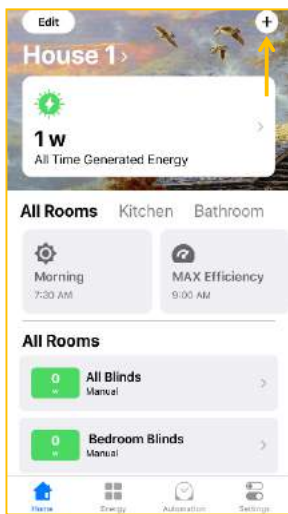 Edit
+
House 1 >
1 w
All Time Generated Energy
All Rooms Kitchen Bathroom
Morning
7:30 AM
MAX Efficiency
9:00 AM
All Rooms
0
w
All Blinds
Manual
0
w
Bedroom Blinds
Manual
Home Energy Automation Settings